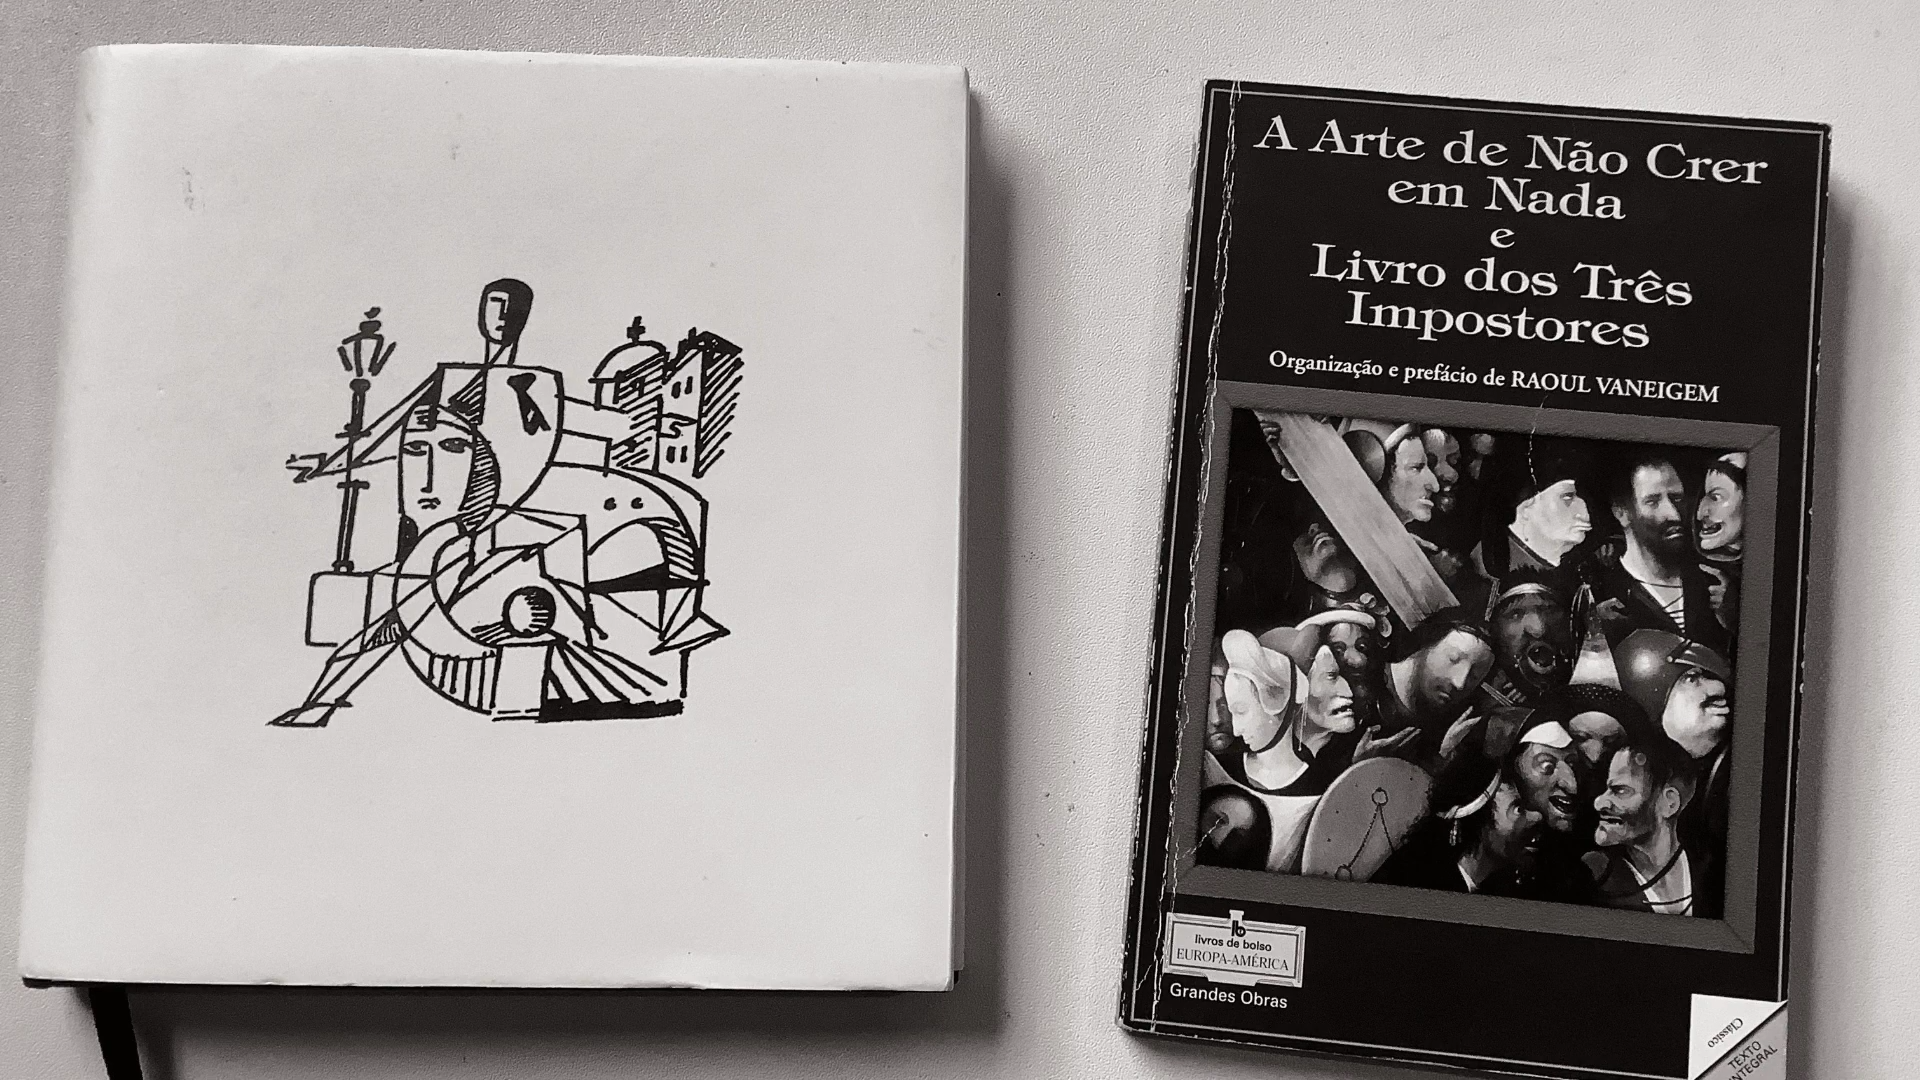 A Arte de Não Crer
em Nada
e
Livro dos Três
Impostores
Organização e prefácio de RAOUL VANEIGEM
livros de bolso
EUROPA-AMÉRICA
Grandes Obras
Clássico
TEXTO
INTEGRAL